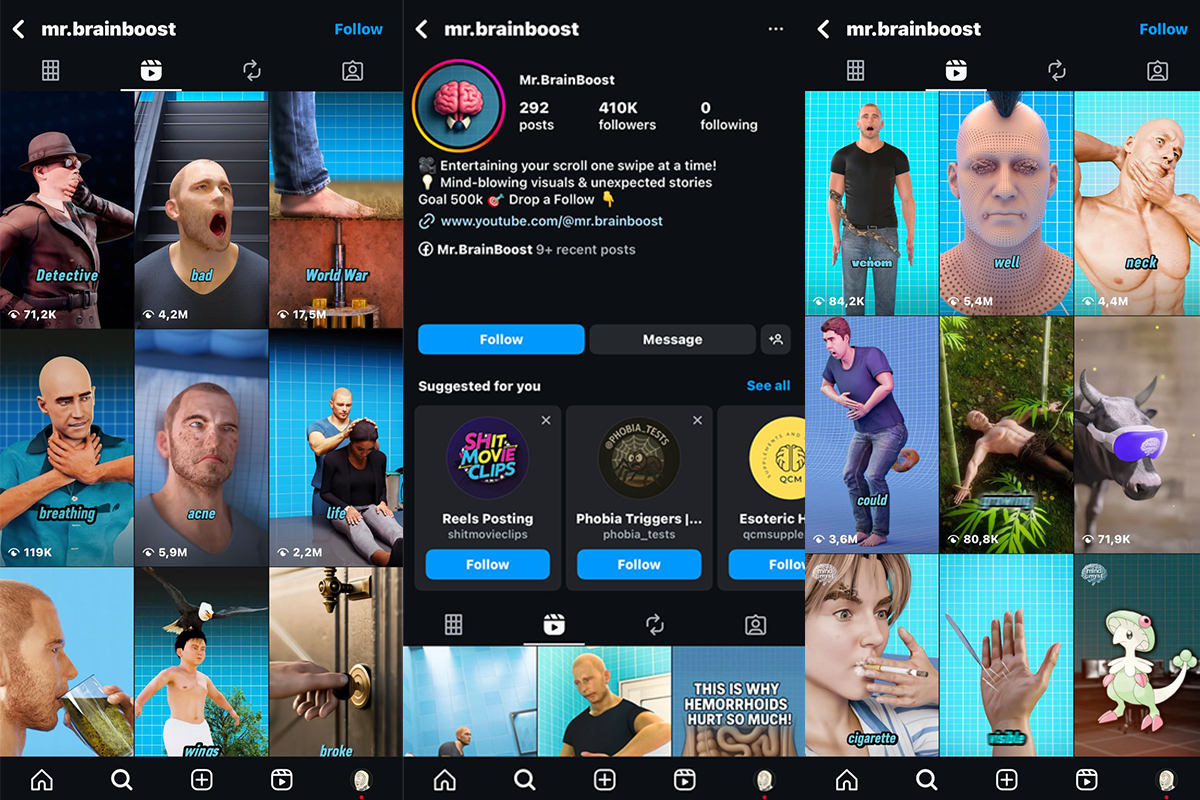 mr.brainboost
Follow
Detective
71,2K
bad
4,2M
World War
17,5M
breathing
119K
acne
5,9M
life
2,2M
wings
broke
mr.brainboost
Mr.BrainBoost
292
posts
410K
followers
0
following
Entertaining your scroll one swipe at a time!
Mind-blowing visuals & unexpected stories
Goal 500k 🎯 Drop a Follow 👇
www.youtube.com/@mr.brainboost
Mr.BrainBoost 9+ recent posts
Follow
Message
Suggested for you
See all
SHIT
MOVIE
CLIPS
Reels Posting
shitmovieclips
Follow
@PHOBIA_TESTS
Phobia Triggers |...
phobia_tests
Follow
SUPPLEMENTS AND
QCM
Esoteric H
qcmsupple
Follow
THIS IS WHY
HEMORRHOIDS
HURT SO MUCH!
mr.brainboost
Follow
venom
84,2K
well
5,4M
neck
4,4M
could
3,6M
80,8K
71,9K
mind
cigarette
visible
mind